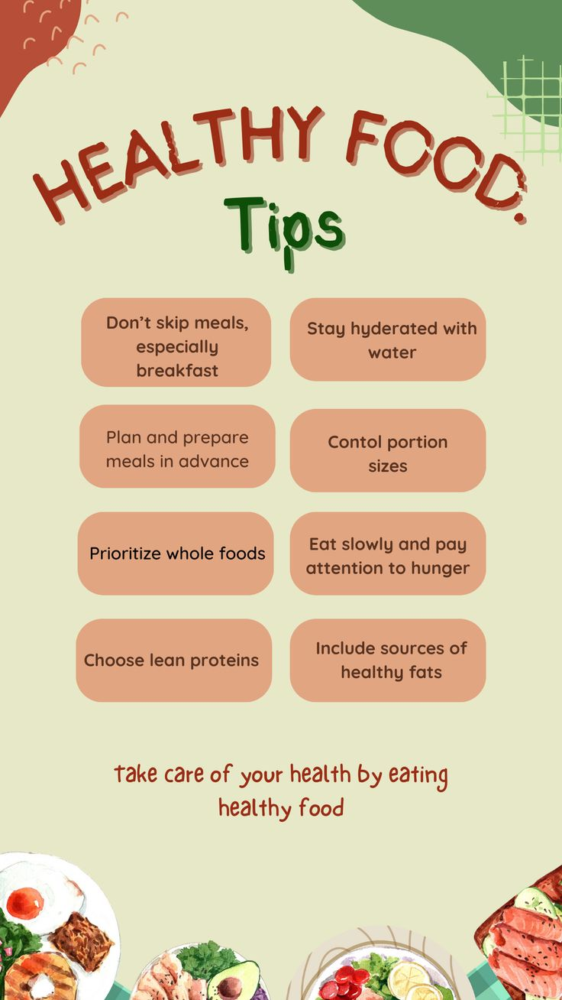 HEALTHY FOOD.
Tips
Don't skip meals,
especially
breakfast
Stay hyderated with
water
Plan and prepare
meals in advance
Contol portion
sizes
Prioritize whole foods
Eat slowly and pay
attention to hunger
Choose lean proteins
Include sources of
healthy fats
Take care of your health by eating
healthy food